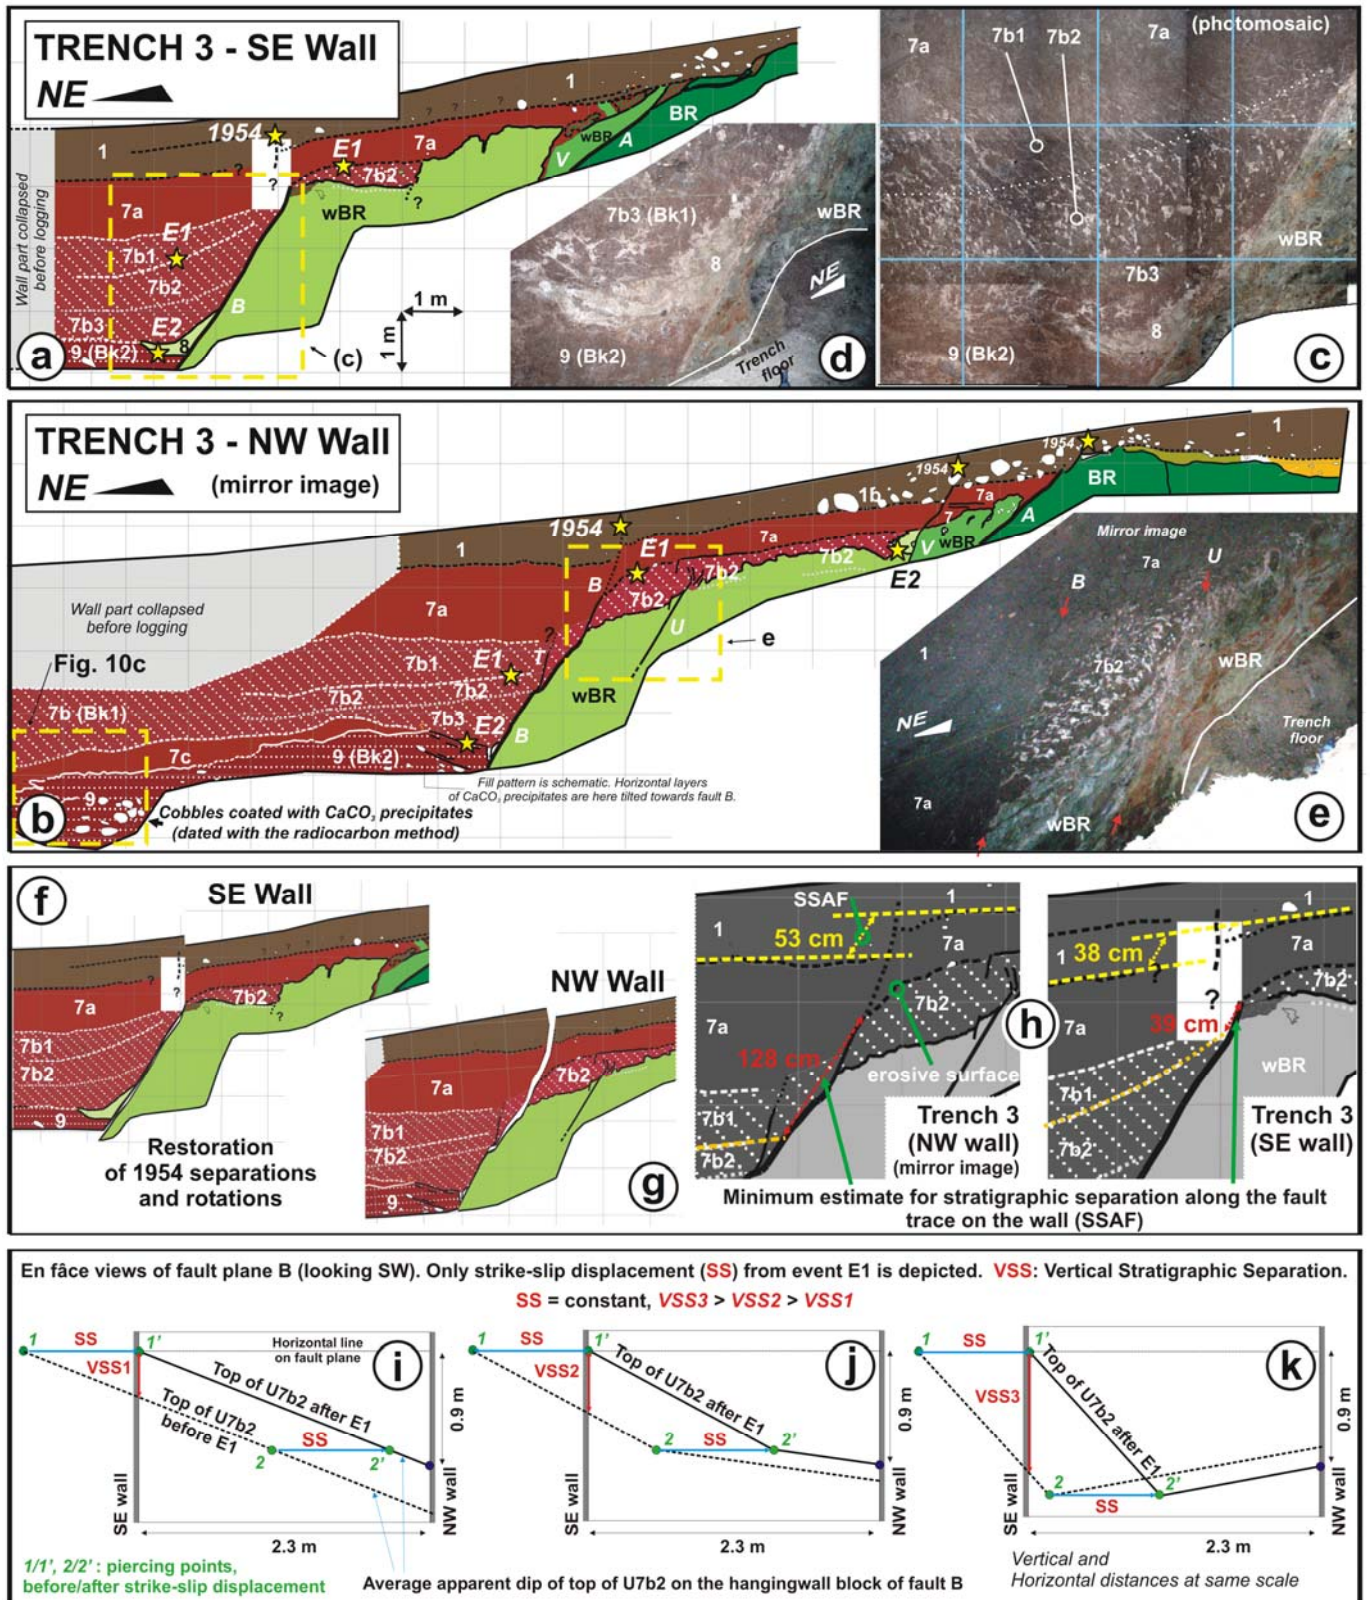 TRENCH 3 - SE Wall
NE
Wall part collapsed
before logging
1
1954
?
?
?
?
?
1
7a
E1
7a
7b2
E1
7b1
7b2
7b3
E2
9 (Bk2)
8
B
wBR
?
V
wBR
A
BR
1 m
1 m
(c)
a
7b3 (Bk1)
8
wBR
NE
9 (Bk2)
Trench
floor
d
(photomosaic)
7a
7b1
7b2
7a
wBR
7b3
8
9 (Bk2)
c
TRENCH 3 - NW Wall
NE
(mirror image)
Wall part collapsed
before logging
Fig. 10c
7b (Bk1)
7c
9
9 (Bk2)
1
7a
7b1
7b2
7b2
7b3
E1
E2
?
T
B
1954
E1
B
7b2
7b2
U
wBR
e
7a
7b2
E2
V
1b
1954
7a
7
wBR
A
1954
BR
1
Fill pattern is schematic. Horizontal layers
of CaCO3 precipitates are here tilted towards fault B.
Cobbles coated with CaCO3 precipitates
(dated with the radiocarbon method)
b
Mirror image
7a
U
B
1
7b2
wBR
NE
Trench
floor
7a
wBR
e
f
SE Wall
7a
?
?
7b2
?
7b1
7b2
9
Restoration
of 1954 separations
and rotations
NW Wall
7a
7b2
7b1
7b2
9
g
SSAF
1
1
53 cm
7a
7b2
7a
128 cm
erosive surface
7b1
7b2
Trench 3
(NW wall)
(mirror image)
h
1
1
38 cm
?
7a
7b2
?
7a
39 cm
wBR
7b1
7b2
Trench 3
(SE wall)
Minimum estimate for stratigraphic separation along the fault
trace on the wall (SSAF)
En fâce views of fault plane B (looking SW). Only strike-slip displacement (SS) from event E1 is depicted. VSS: Vertical Stratigraphic Separation.
SS = constant, VSS3 > VSS2 > VSS1
1
SS
1'
Horizontal line
on fault plane
i
VSS1
Top of U7b2 after E1
Top of U7b2
before E1
SS
2
2'
0.9 m
SE wall
NW wall
2.3 m
1
SS
1'
j
VSS2
Top of U7b2 after E1
2
SS
2'
0.9 m
SE wall
NW wall
2.3 m
1
SS
1'
k
VSS3
Top of U7b2 after E1
2
SS
2'
0.9 m
SE wall
NW wall
2.3 m
1/1', 2/2' : piercing points,
before/after strike-slip displacement
Average apparent dip of top of U7b2 on the hangingwall block of fault B
Vertical and
Horizontal distances at same scale